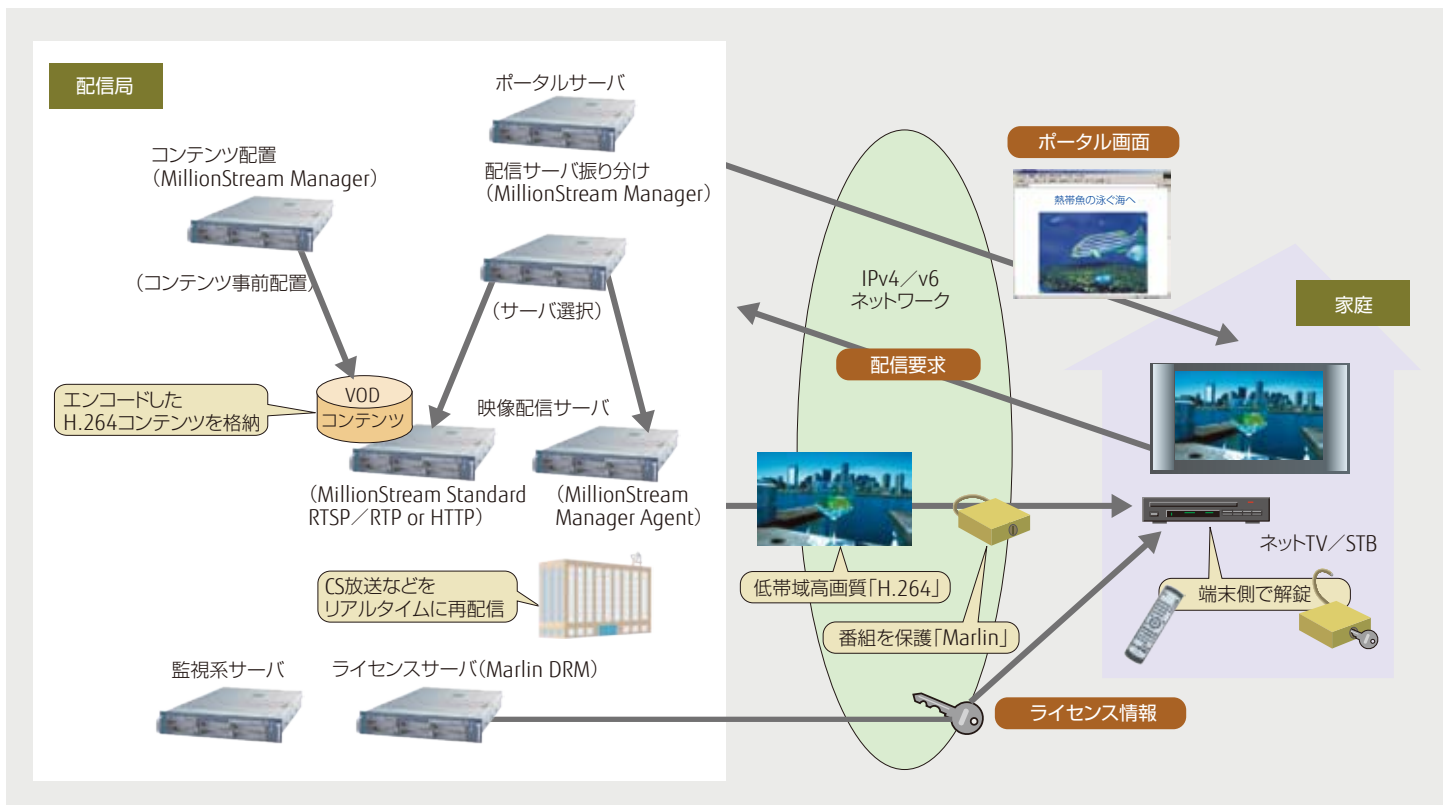 配信局
ポータルサーバ
コンテンツ配置
（MillionStream Manager）
配信サーバ振り分け
（MillionStream Manager）
（コンテンツ事前配置）
（サーバ選択）
エンコードした
H.264コンテンツを格納
VOD
コンテンツ
映像配信サーバ
（MillionStream Standard
RTSP／RTP or HTTP）
（MillionStream
Manager Agent）
CS放送などを
リアルタイムに再配信
監視系サーバ
ライセンスサーバ（Marlin DRM）
IPv4／v6
ネットワーク
ポータル画面
熱帯魚の泳ぐ海へ
配信要求
家庭
低帯域高画質「H.264」
番組を保護「Marlin」
ネットTV／STB
端末側で解錠
ライセンス情報